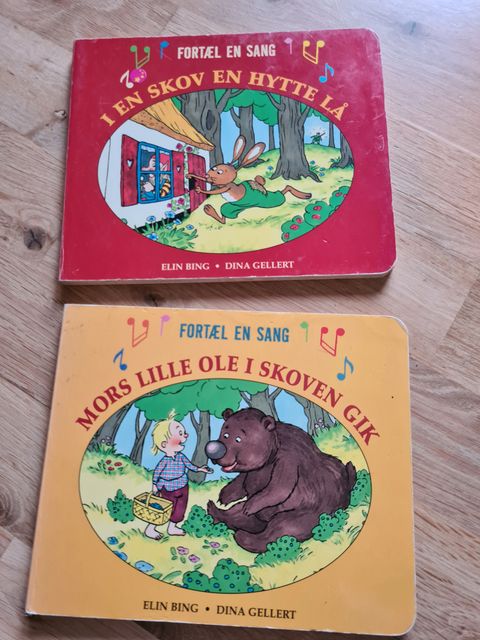 FORTÆL EN SANG
I EN SKOV EN HYTTE LÅ
ELIN BING • DINA GELLERT
FORTÆL EN SANG
MORS LILLE OLE I SKOVEN GIK
ELIN BING • DINA GELLERT